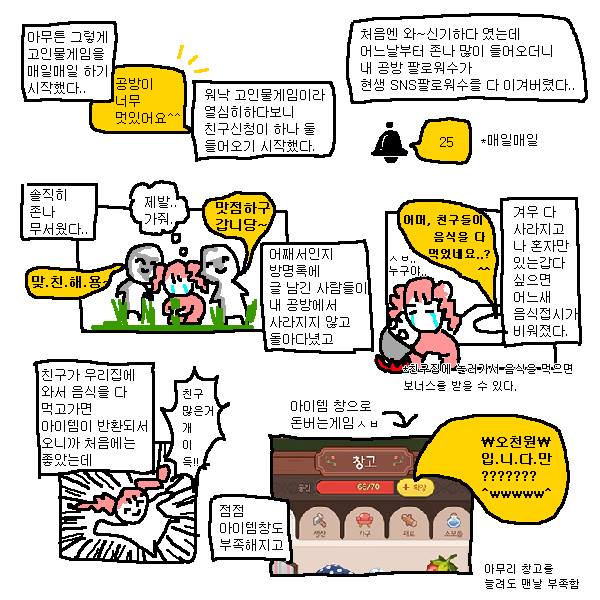 아무튼 그렇게
고인물게임을
매일매일 하기
시작했다..
공방이
너무
멋있어요^^
워낙 고인물게임이라
열심히하다보니
친구신청이 하나 둘
들어오기 시작했다.
처음엔 와~신기하다 였는데
어느날부터 존나 많이 들어오더니
내 공방 팔로워수가
현생 SNS팔로워수를 다 이겨버렸다..
25
*매일매일
솔직히
존나
무서웠다..
제발..
가줘.
맛점하구
갑니당~
맞.친.해.용~
어째서인지
방명록에
글 남긴 사람들이
내 공방에서
사라지지 않고
돌아다녔고
어머, 친구들이
음식을 다
먹었네요..?
^^
ㅅㅂ..
누구야..
겨우 다
사라지고
나 혼자만
있는갑다
싶으면
어느새
음식접시가
비워졌다.
*친구집에 놀러가서 음식을 먹으면
보너스를 받을 수 있다.
친구가 우리집에
와서 음식을 다
먹고가면
아이템이 반환되서
오니까 처음에는
좋았는데
친구
많은거
개
이
득!!
점점
아이템창도
부족해지고
아이템 창으로
돈버는게임ㅅㅂ
창고
공간
66/70
+ 확장
생산
가구
재료
소모품
₩오천원₩
입.니.다.만
???????
^wwwww^
아무리 창고를
늘려도 맨날 부족함